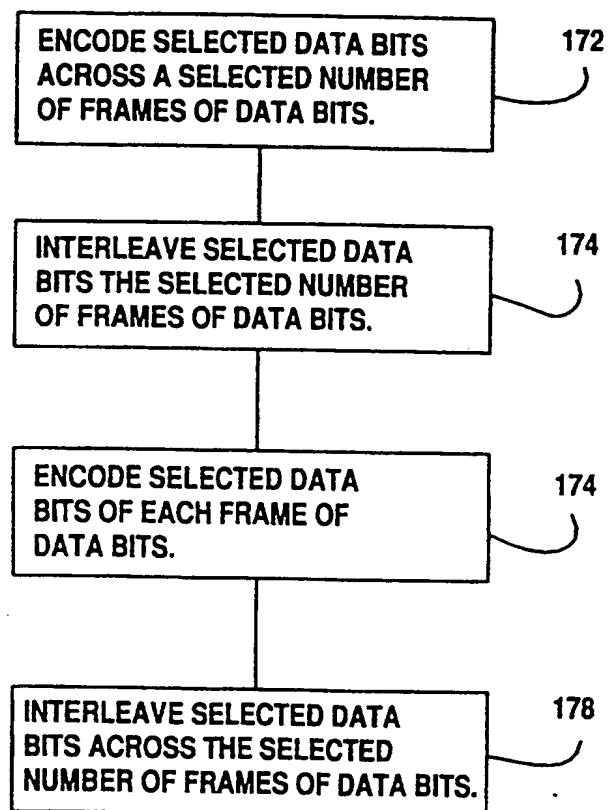 ENCODE SELECTED DATA BITS
ACROSS A SELECTED NUMBER
OF FRAMES OF DATA BITS.
172
INTERLEAVE SELECTED DATA
BITS THE SELECTED NUMBER
OF FRAMES OF DATA BITS.
174
ENCODE SELECTED DATA
BITS OF EACH FRAME OF
DATA BITS.
174
INTERLEAVE SELECTED DATA
BITS ACROSS THE SELECTED
NUMBER OF FRAMES OF DATA BITS.
178